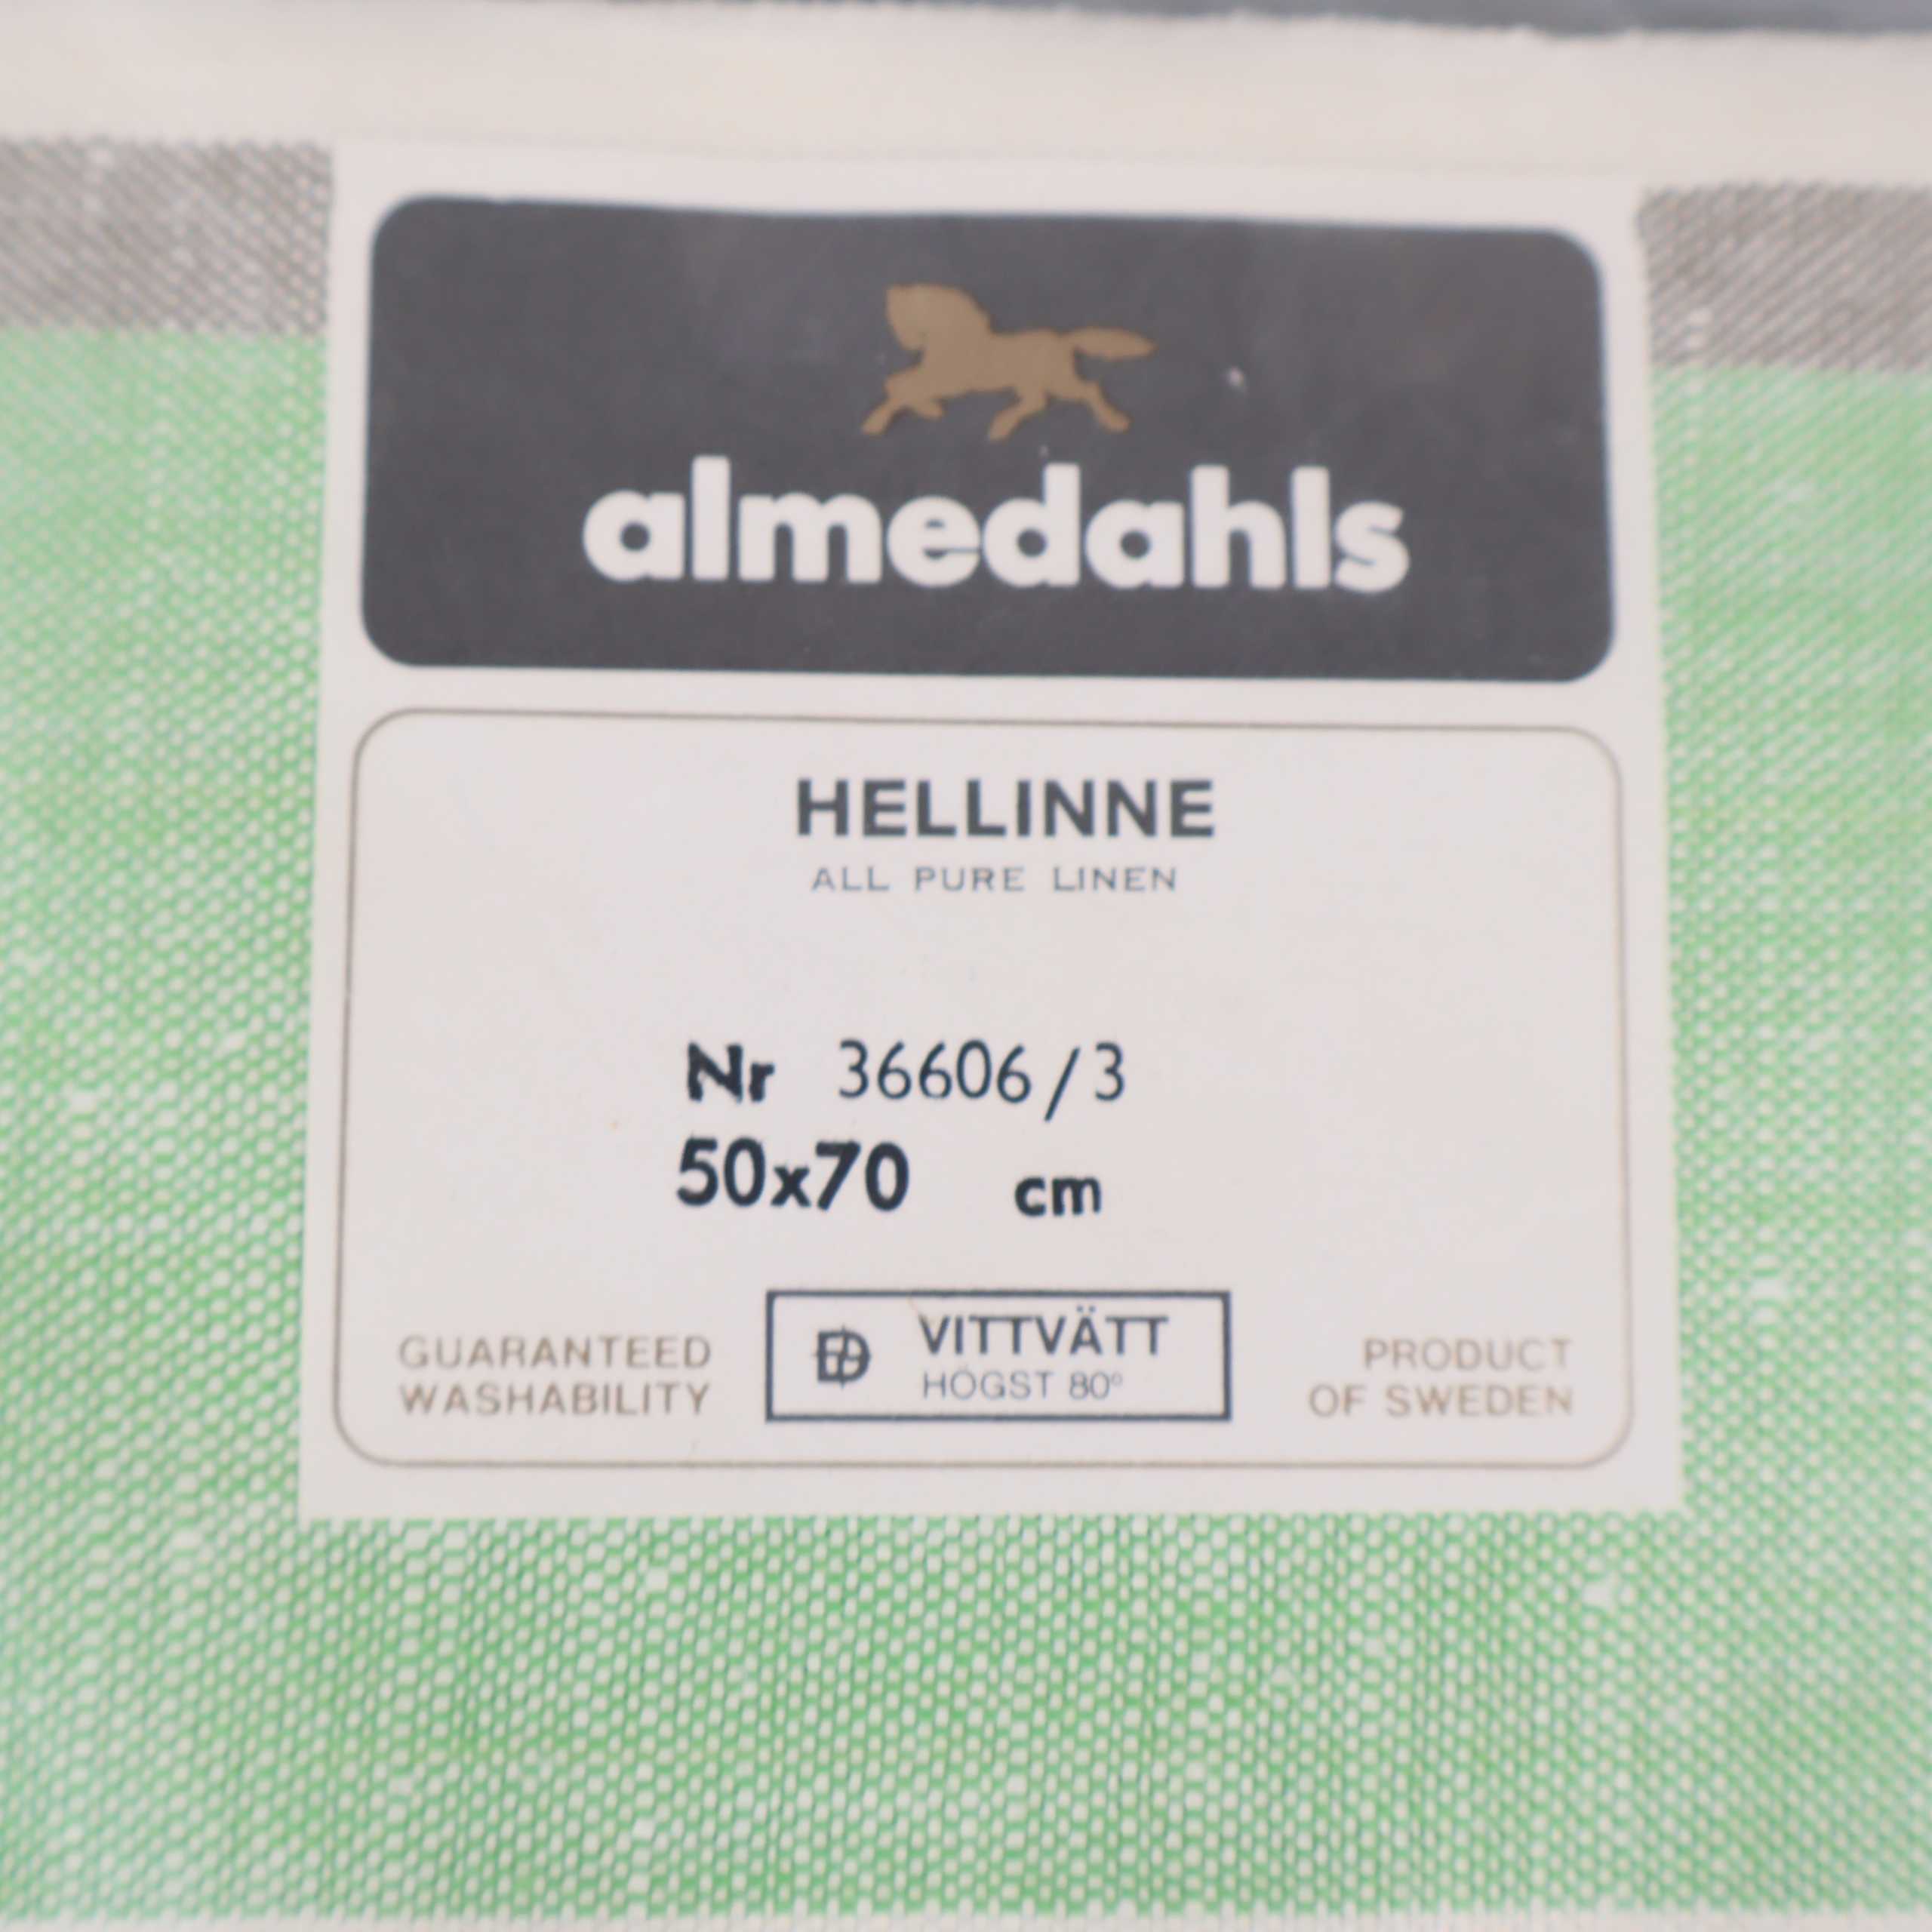 almedahls
HELLINNE
ALL PURE LINEN
Nr 36606/3
50x70 cm
GUARANTEED
WASHABILITY
VITTVÄTT
HÖGST 80°
PRODUCT
OF SWEDEN